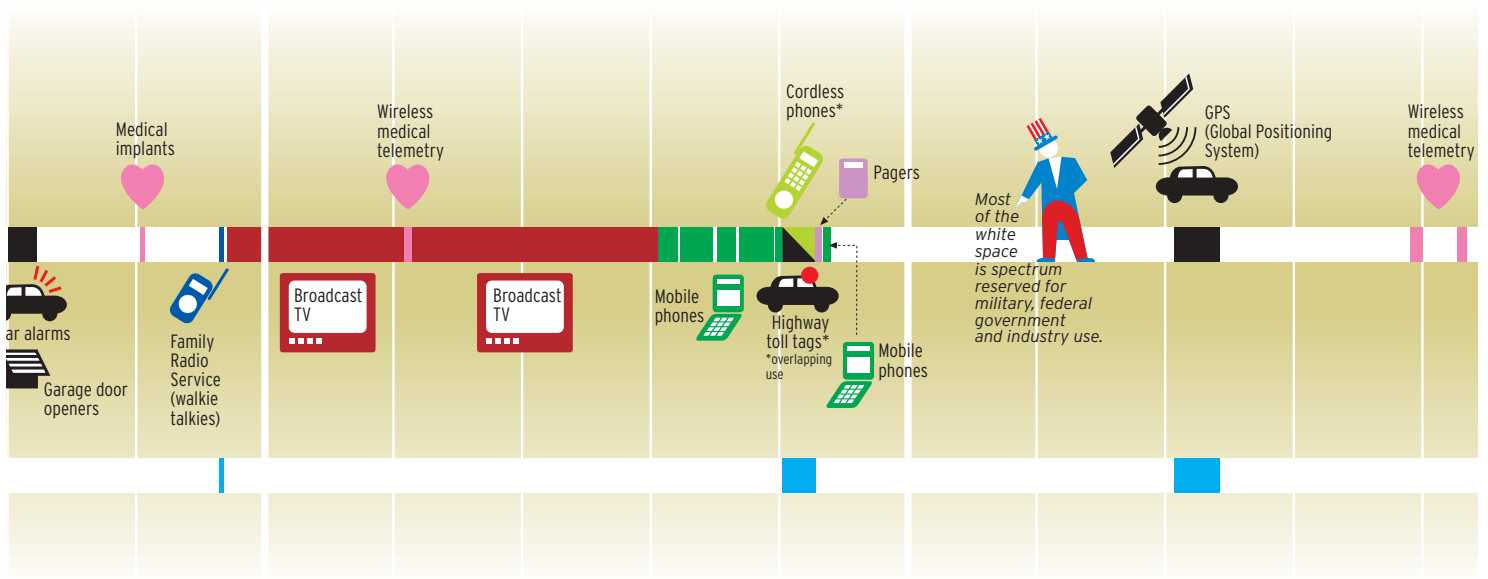 Medical
implants
Wireless
medical
telemetry
Cordless
phones*
Pagers
GPS
(Global Positioning
System)
Wireless
medical
telemetry
Most
of the
white
space
is spectrum
reserved for
military, federal
government
and industry use.
ar alarms
Garage door
openers
Family
Radio
Service
(walkie
talkies)
Broadcast
TV
Broadcast
TV
Mobile
phones
Highway
toll tags*
*overlapping
use
Mobile
phones